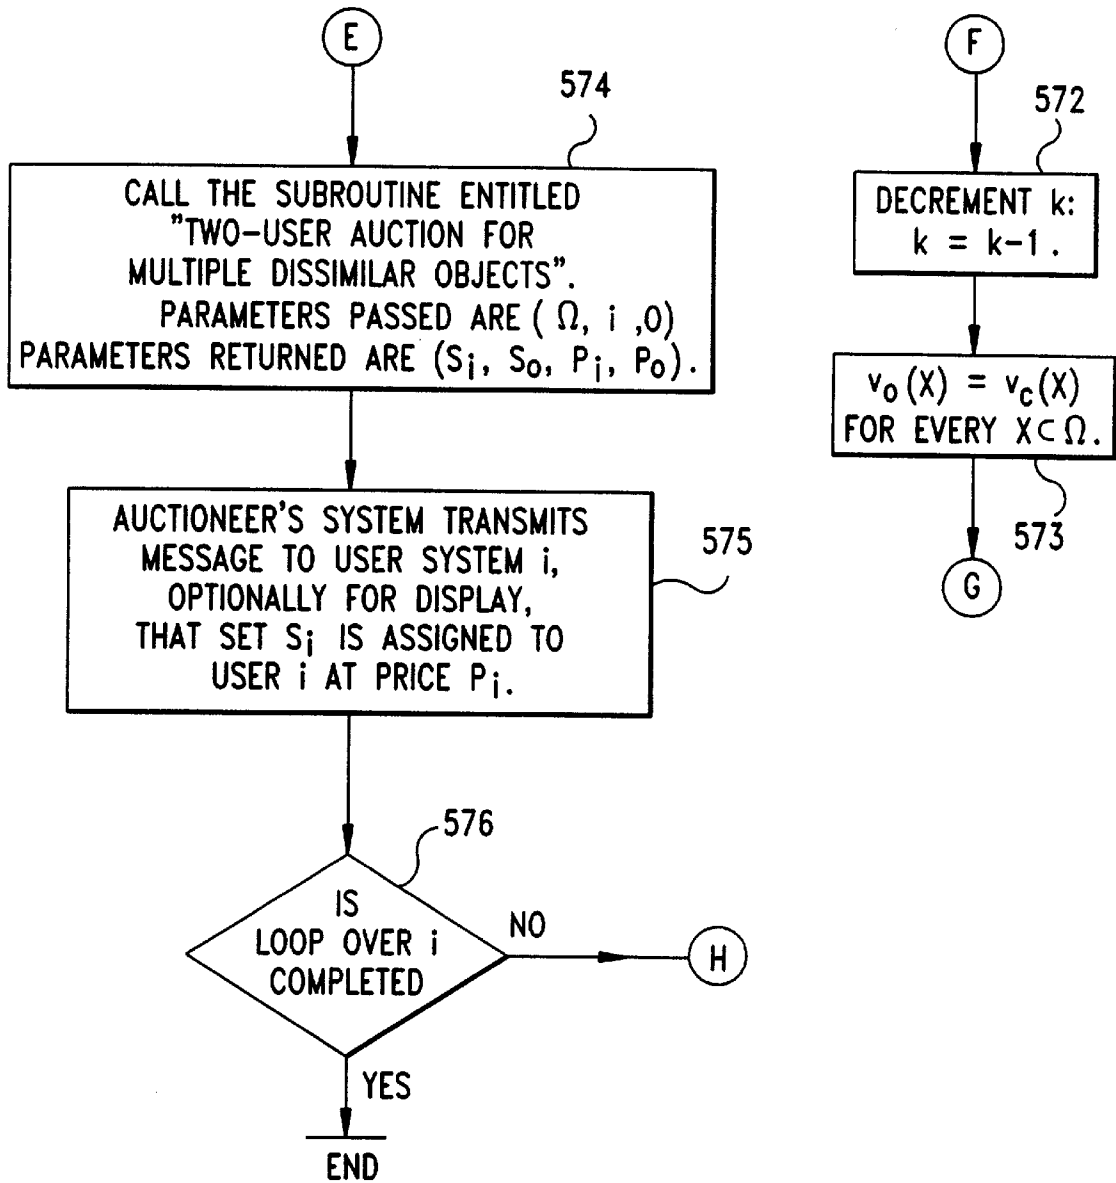 E
574
CALL THE SUBROUTINE ENTITLED
"TWO-USER AUCTION FOR
MULTIPLE DISSIMILAR OBJECTS".
PARAMETERS PASSED ARE ( Ω, i ,0)
PARAMETERS RETURNED ARE (Si, So, Pi, Po).
AUCTIONEER'S SYSTEM TRANSMITS
MESSAGE TO USER SYSTEM i,
OPTIONALLY FOR DISPLAY,
THAT SET Si IS ASSIGNED TO
USER i AT PRICE Pi.
575
576
IS
LOOP OVER i
COMPLETED
NO
H
YES
END
F
572
DECREMENT k:
k = k-1.
vo(X) = vc(X)
FOR EVERY X⊂Ω.
573
G